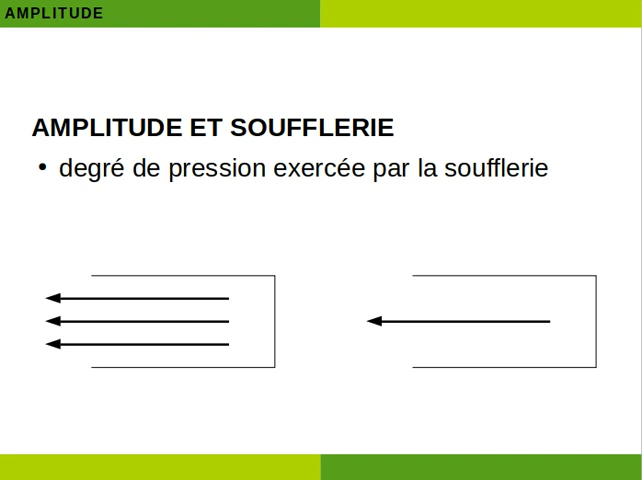 AMPLITUDE
AMPLITUDE ET SOUFFLERIE
• degré de pression exercée par la soufflerie